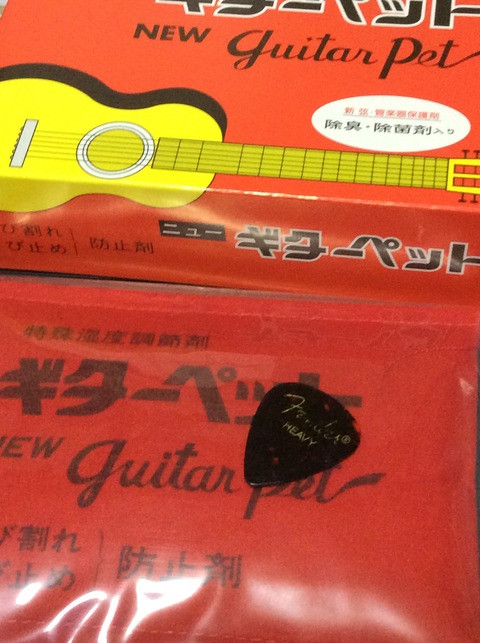 ギターペット
NEW Guitar Pet
新 弦・管楽器保護剤
除臭・除菌剤入り
び割れ
び止め
防止剤
ニュー ギターペット
特殊湿度調節剤
ギターペット
NEW Guitar Pet
Fender®
HEAVY
び割れ
び止め
防止剤